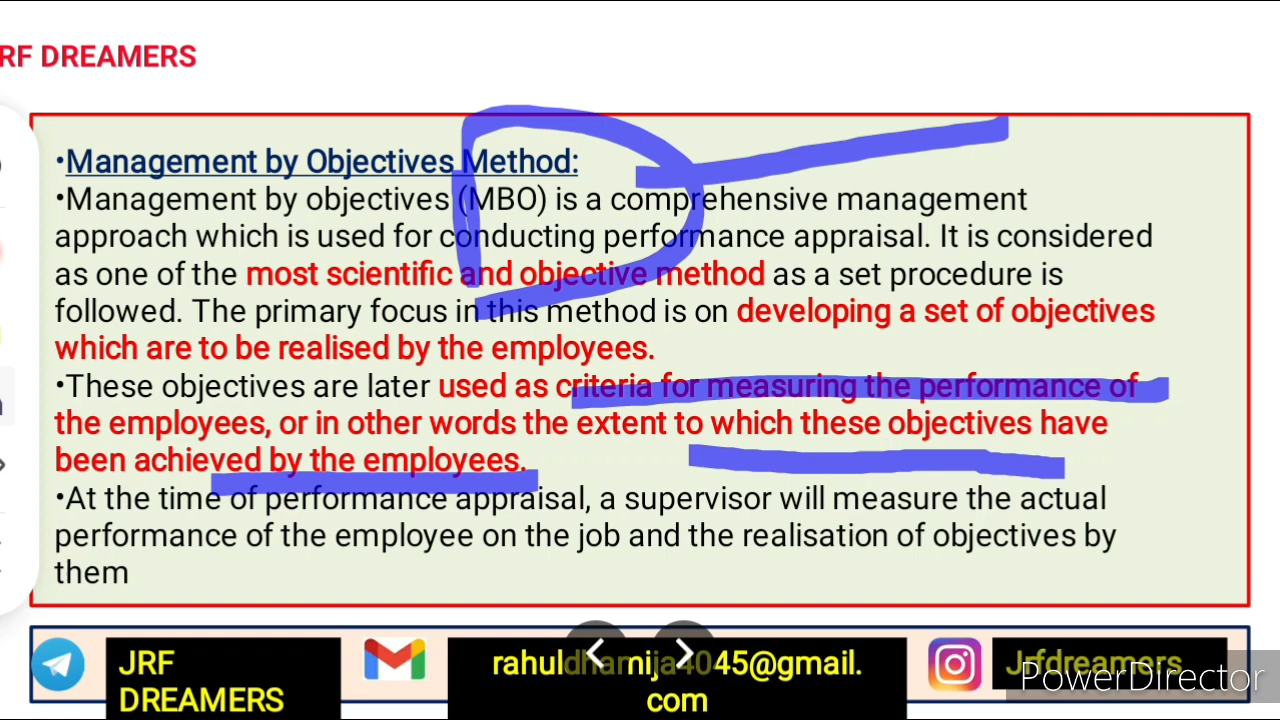 RF DREAMERS
•Management by Objectives Method:
•Management by objectives (MBO) is a comprehensive management
approach which is used for conducting performance appraisal. It is considered
as one of the most scientific and objective method as a set procedure is
followed. The primary focus in this method is on developing a set of objectives
which are to be realised by the employees.
•These objectives are later used as criteria for measuring the performance of
the employees, or in other words the extent to which these objectives have
been achieved by the employees.
•At the time of performance appraisal, a supervisor will measure the actual
performance of the employee on the job and the realisation of objectives by
them
JRF
DREAMERS
rahuldhamija4045@gmail.
com
Jrfdreamers
PowerDirector